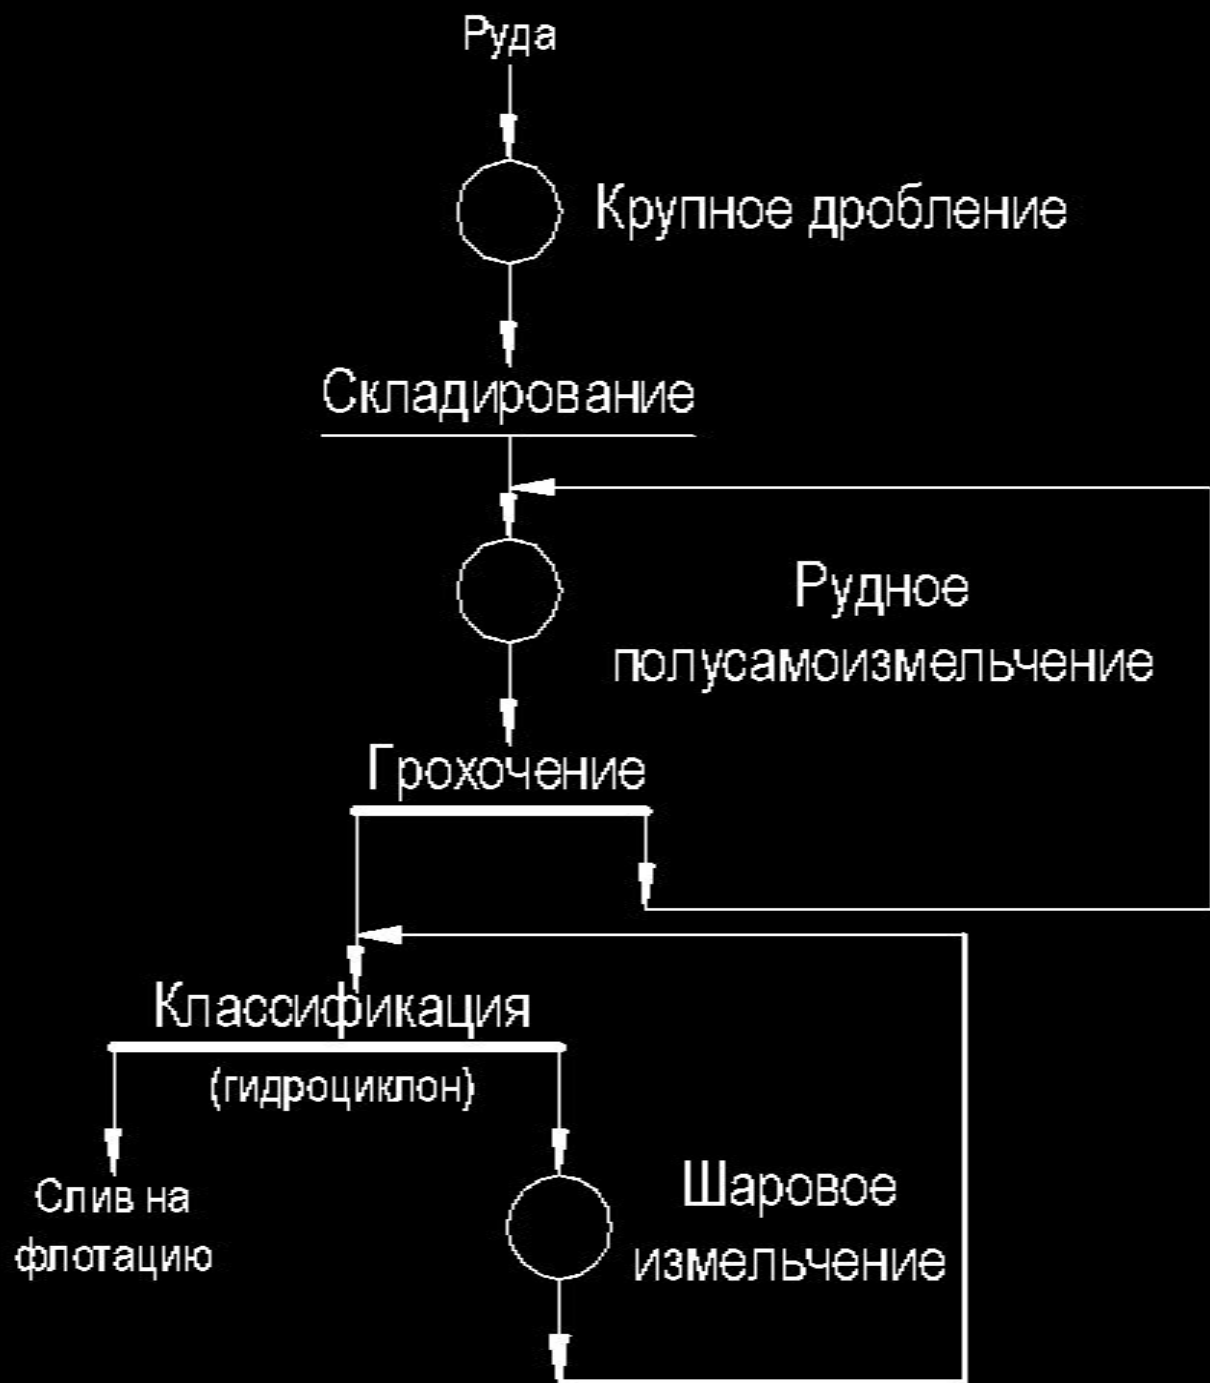 Руда
Крупное дробление
Складирование
Рудное
полусамоизмельчение
Грохочение
Классификация
(гидроциклон)
Слив на
флотацию
Шаровое
измельчение